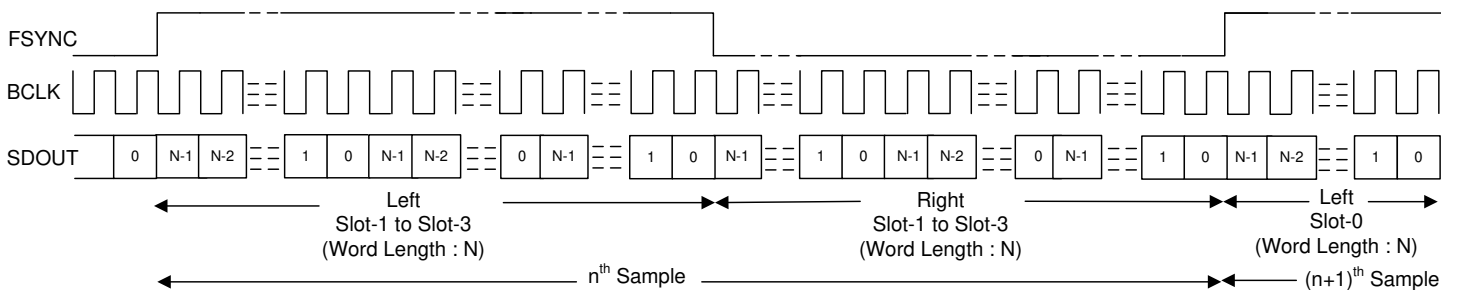 FSYNC
BCLK
SDOUT 0 N-1 N-2 1 0 N-1 N-2 0 N-1 1 0 N-1 1 0 N-1 N-2 0 N-1 1 0 N-1 N-2 1 0
Left
Slot-1 to Slot-3
(Word Length : N)
Right
Slot-1 to Slot-3
(Word Length : N)
Left
Slot-0
(Word Length : N)
nth Sample
(n+1)th Sample